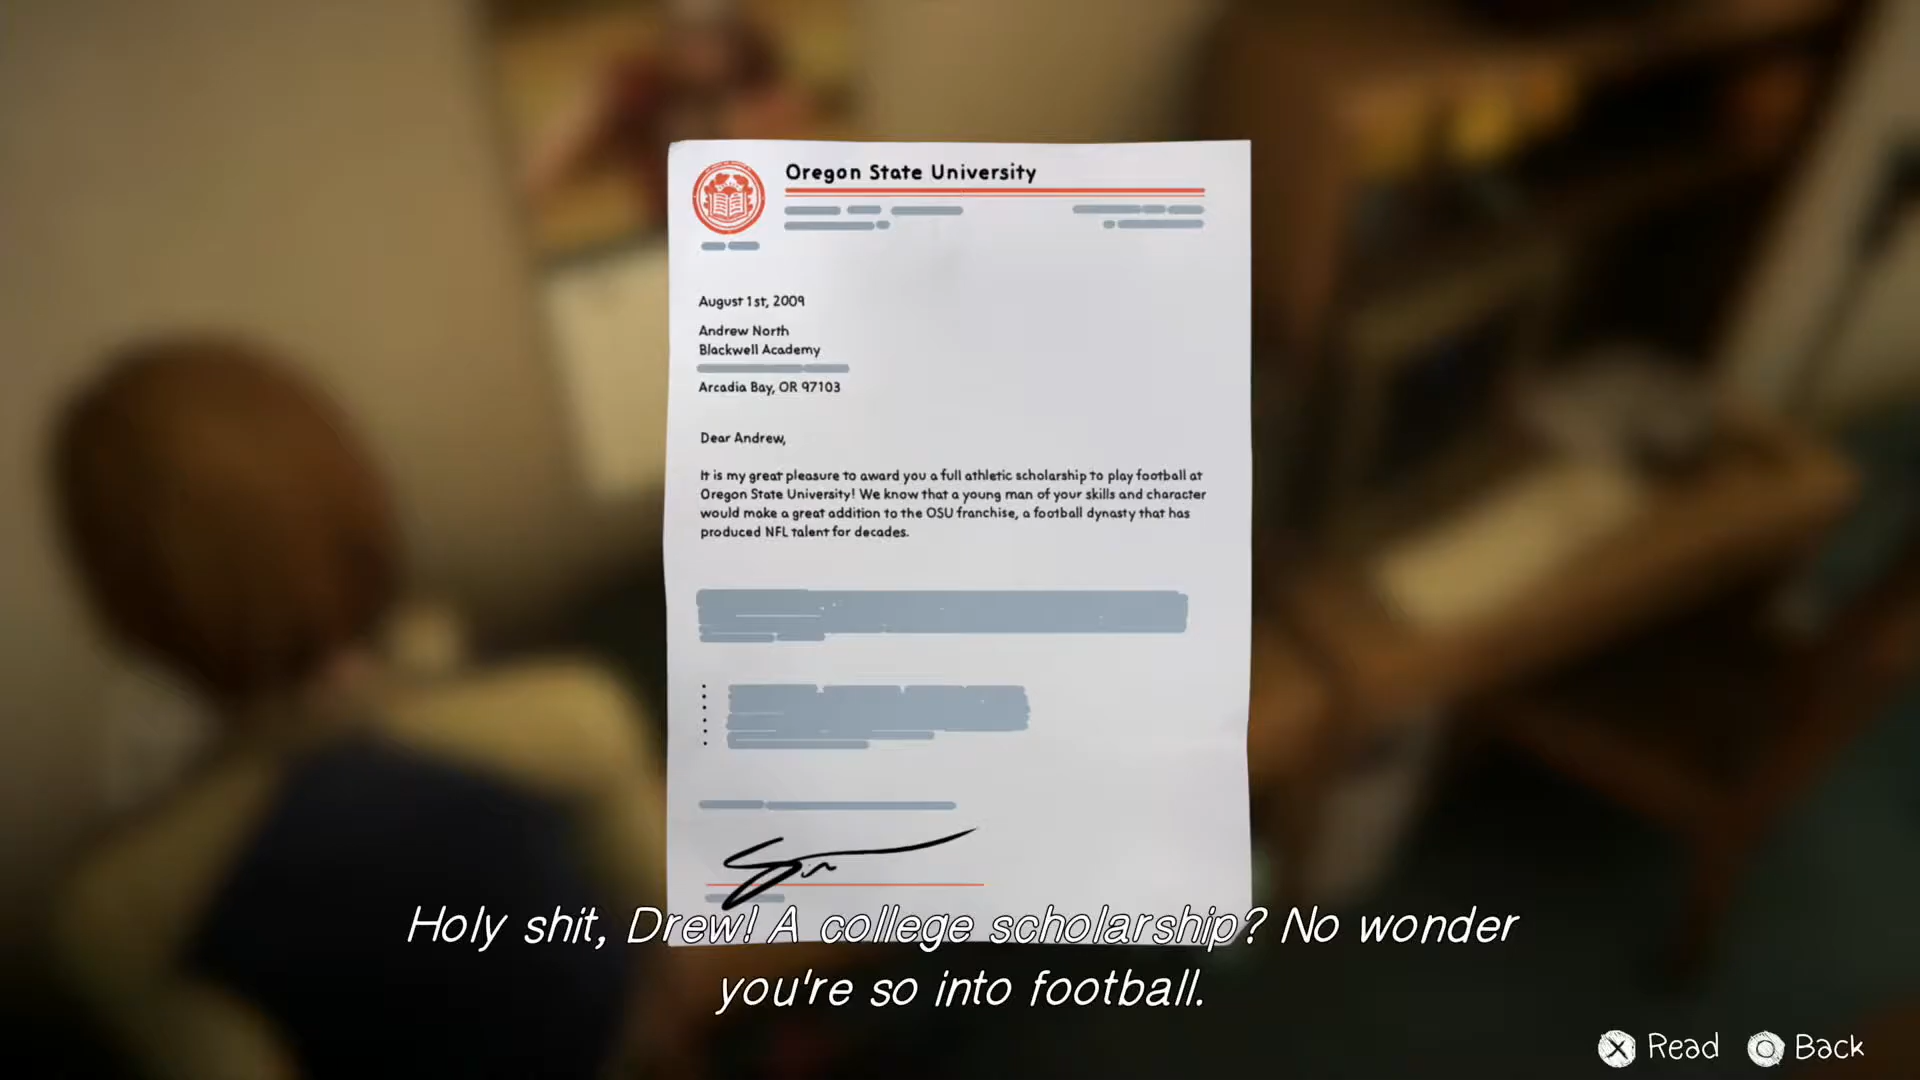 Oregon State University
August 1st, 2009
Andrew North
Blackwell Academy
Arcadia Bay, OR 97103
Dear Andrew,
It is my great pleasure to award you a full athletic scholarship to play football at
Oregon State University! We know that a young man of your skills and character
would make a great addition to the OSU franchise, a football dynasty that has
produced NFL talent for decades.
Holy shit, Drew! A college scholarship? No wonder
you're so into football.
Read Back